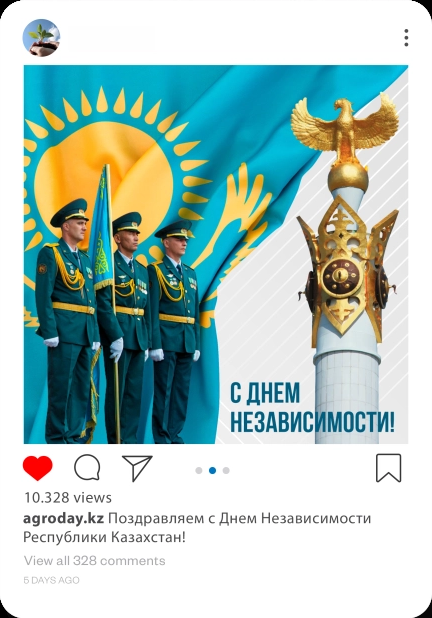 С ДНЕМ
НЕЗАВИСИМОСТИ!
10.328 views
agroday.kz Поздравляем с Днем Независимости
Республики Казахстан!
View all 328 comments
5 DAYS AGO